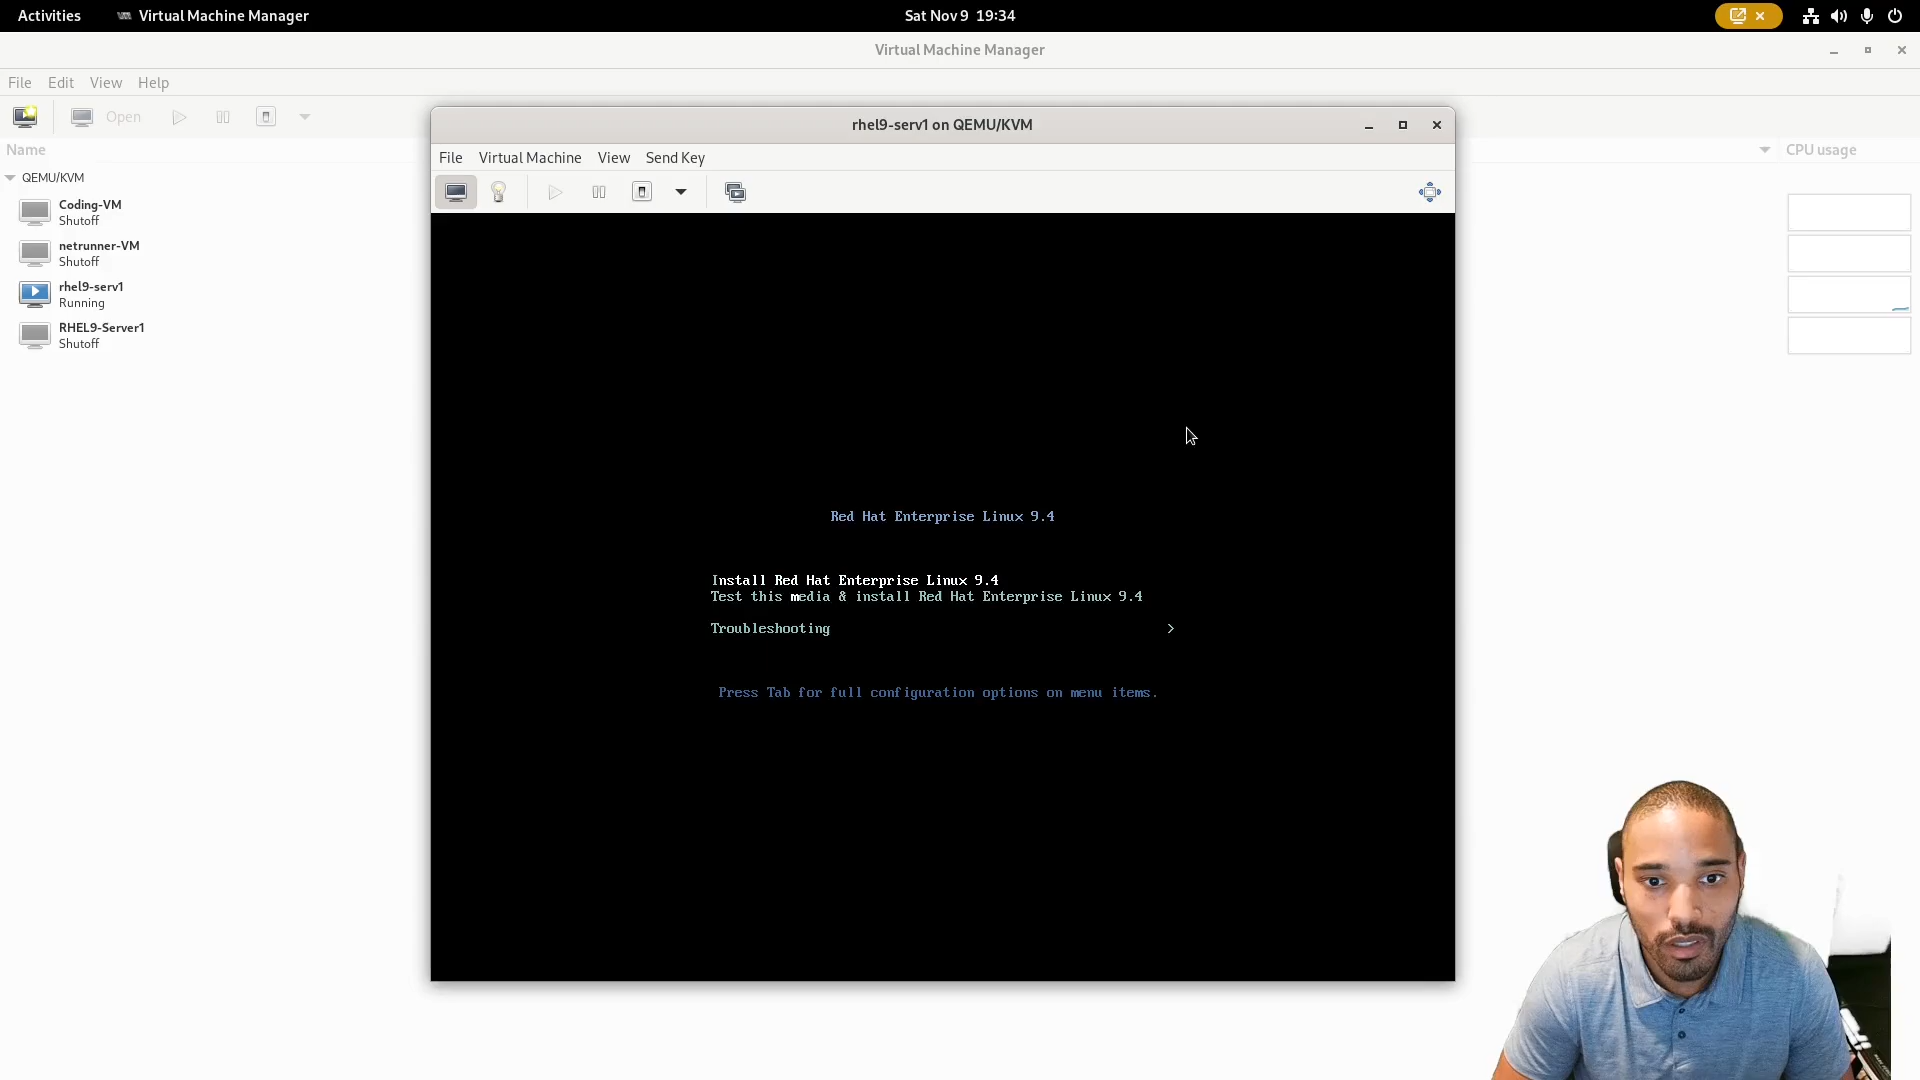 Activities Virtual Machine Manager Sat Nov 9 19:34
Virtual Machine Manager
File Edit View Help
Open
Name CPU usage
QEMU/KVM
Coding-VM
Shutoff
netrunner-VM
Shutoff
rhel9-serv1
Running
RHEL9-Server1
Shutoff
rhel9-serv1 on QEMU/KVM
File Virtual Machine View Send Key
Red Hat Enterprise Linux 9.4
Install Red Hat Enterprise Linux 9.4
Test this media & install Red Hat Enterprise Linux 9.4
Troubleshooting >
Press Tab for full configuration options on menu items.